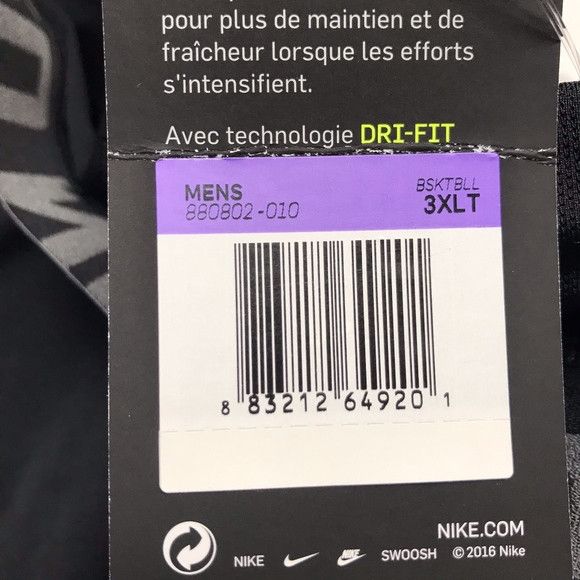 pour plus de maintien et de
fraîcheur lorsque les efforts
s'intensifient.
Avec technologie DRI-FIT
MENS BSKTBLL
880802-010 3XLT
8 83212 64920 1
NIKE.COM
NIKE SWOOSH © 2016 Nike